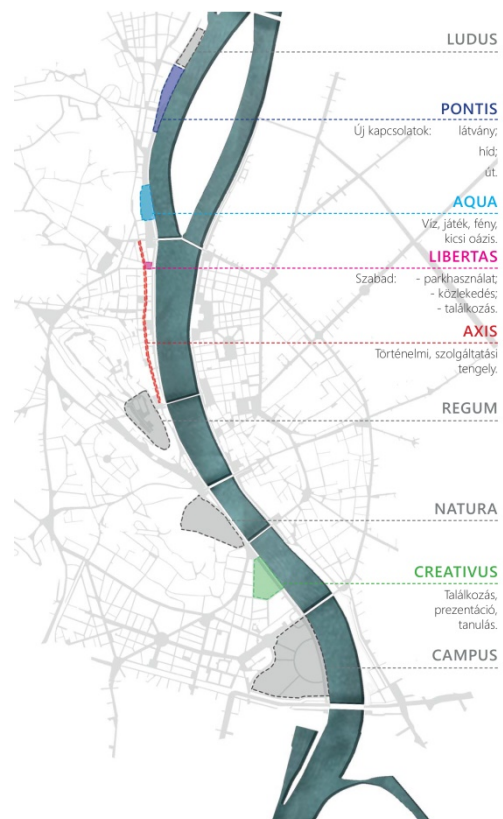 LUDUS
PONTIS
Új kapcsolatok: látvány;
híd;
út.
AQUA
Víz, játék, fény,
kicsi oázis.
LIBERTAS
Szabad: - parkhasználat;
- közlekedés;
- találkozás.
AXIS
Történelmi, szolgáltatási
tengely.
REGUM
NATURA
CREATIVUS
Találkozás,
prezentáció,
tanulás.
CAMPUS